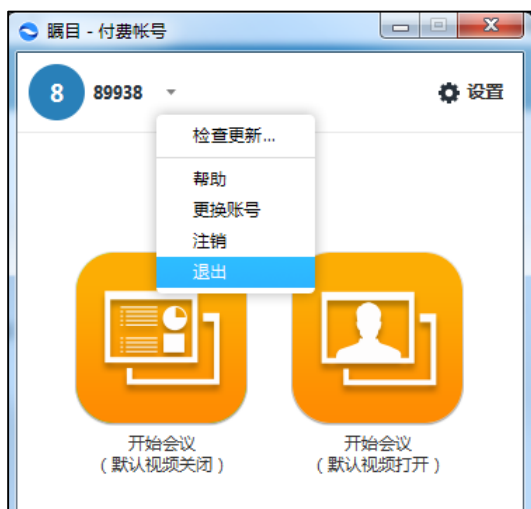 瞩目 - 付费帐号
8 89938 设置
检查更新...
帮助
更换账号
注销
退出
开始会议 开始会议
（默认视频关闭） （默认视频打开）